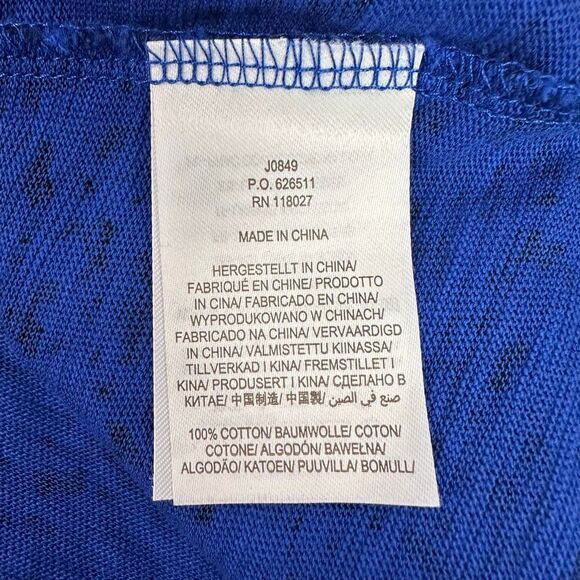 J0849
P.O. 626511
RN 118027
MADE IN CHINA
HERGESTELLT IN CHINA/
FABRIQUÉ EN CHINE/ PRODOTTO
IN CINA/ FABRICADO EN CHINA/
WYPRODUKOWANO W CHINACH/
FABRICADO NA CHINA/ VERVAARDIGD
IN CHINA/ VALMISTETTU KIINASSA/
TILLVERKAD I KINA/ FREMSTILLET I
KINA/ PRODUSERT I KINA/ СДЕЛАНО В
КИТАЕ/ 中国制造/ 中國製/ صنع في الصين
100% COTTON/ BAUMWOLLE/ COTON/
COTONE/ ALGODÓN/ BAWEŁNA/
ALGODÃO/ KATOEN/ PUUVILLA/ BOMULL/